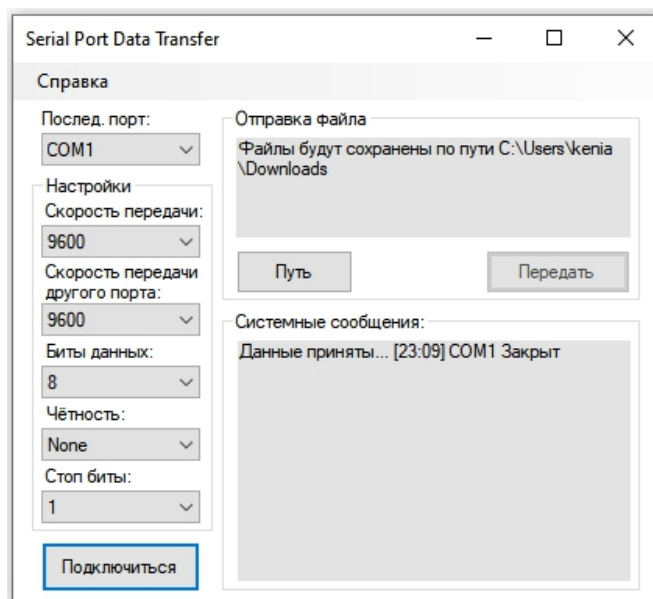 Serial Port Data Transfer
Справка
Послед. порт:
COM1
Настройки
Скорость передачи:
9600
Скорость передачи
другого порта:
9600
Биты данных:
8
Чётность:
None
Стоп биты:
1
Подключиться
Отправка файла
Файлы будут сохранены по пути C:\Users\kenia
\Downloads
Путь
Передать
Системные сообщения:
Данные приняты... [23:09] COM1 Закрыт